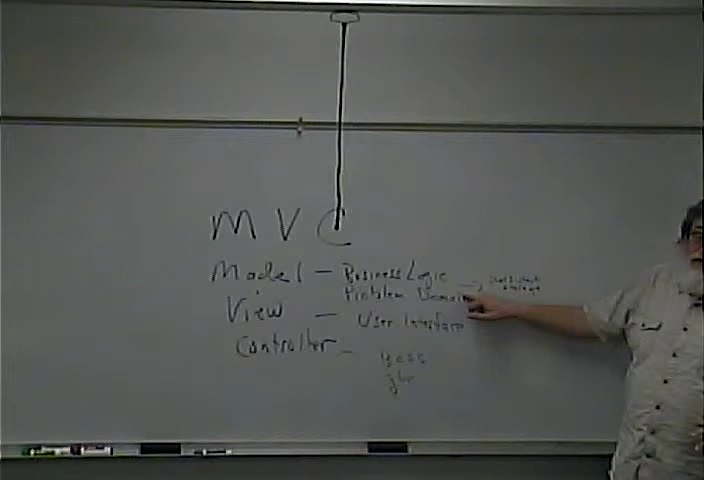 MVC
Model - Business Logic
Problem Domain
View - User Interface
Controller -